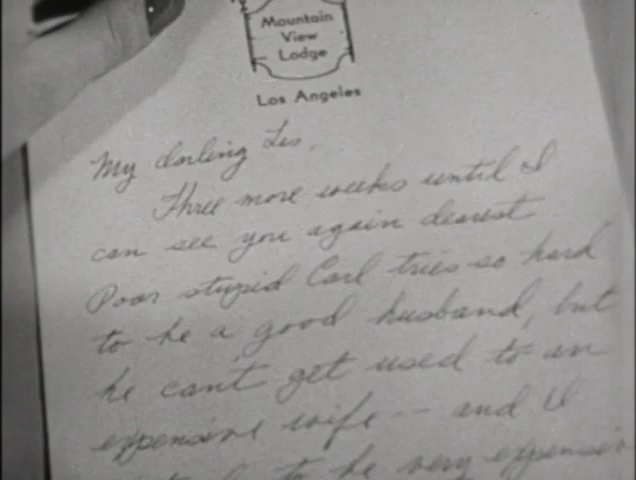 Mountain
View
Lodge
Los Angeles
My darling Les,
Three more weeks until I
can see you again dearest
Poor stupid Carl tries so hard
to be a good husband, but
he can't get used to an
expensive wife -- and I
to be very expensive